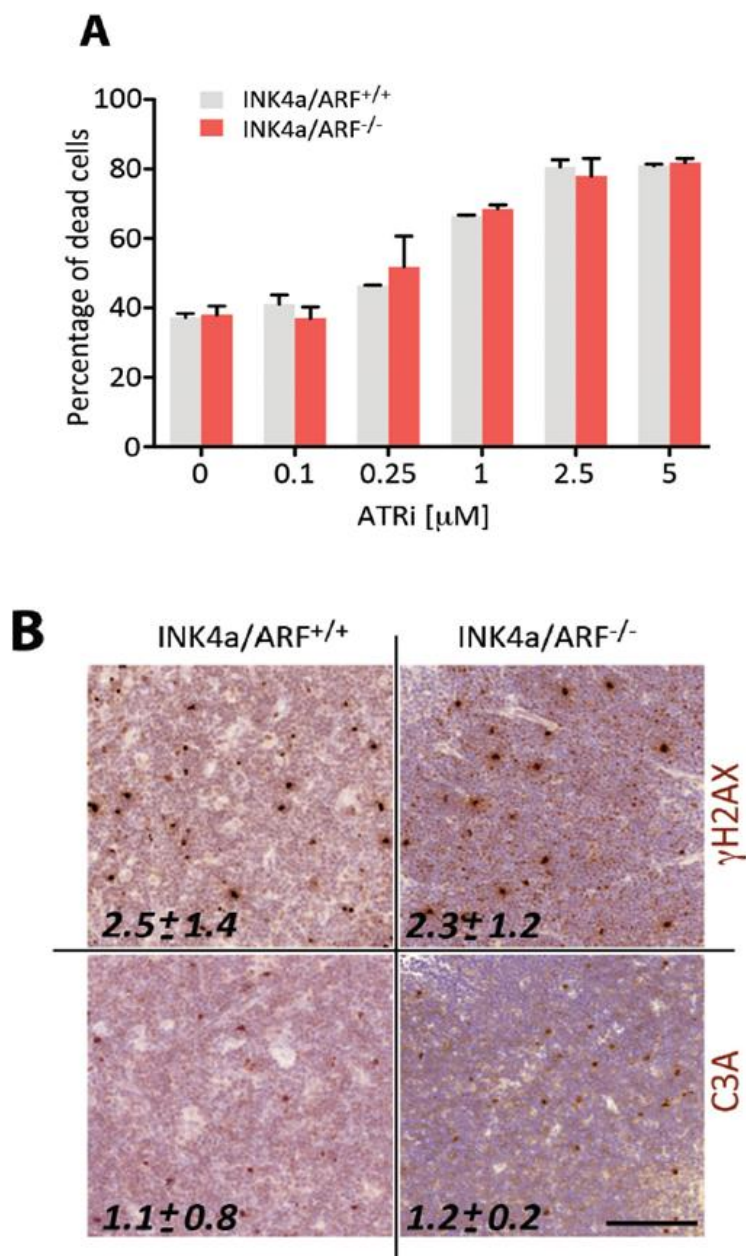 A
100
80
60
40
20
0
Percentage of dead cells
INK4a/ARF+/+
INK4a/ARF-/-
0 0.1 0.25 1 2.5 5
ATRi [μM]
B
INK4a/ARF+/+ INK4a/ARF-/-
2.5±1.4 2.3±1.2
γH2AX
1.1±0.8 1.2±0.2
C3A